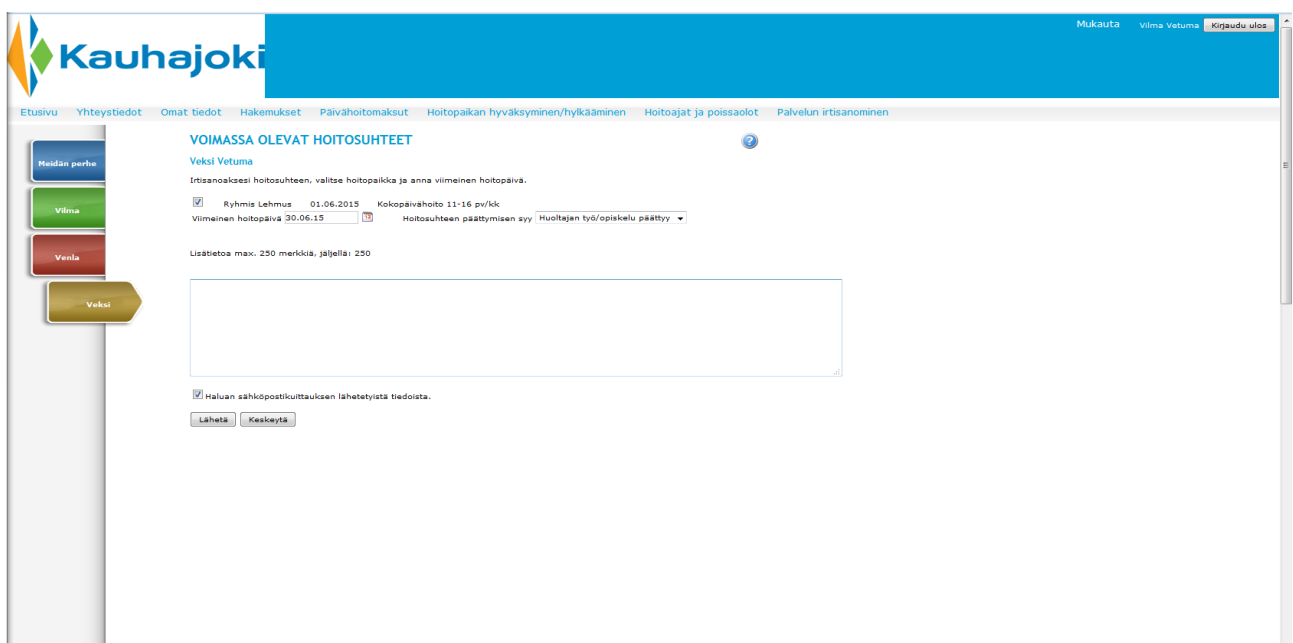 Kauhajoki
Mukauta Vilma Vetuma Kirjaudu ulos
Etusivu Yhteystiedot Omat tiedot Hakemukset Päivähoitomaksut Hoitopaikan hyväksyminen/hylkääminen Hoitoajat ja poissaolot Palvelun irtisanominen
VOIMASSA OLEVAT HOITOSUHTEET ?
Meidän perhe
Veksi Vetuma
Irtisanoaksesi hoitosuhteen, valitse hoitopaikka ja anna viimeinen hoitopäivä.
Vilma
Ryhmis Lehmus 01.06.2015 Kokopäivähoito 11-16 pv/kk
Viimeinen hoitopäivä 30.06.15 Hoitosuhteen päättymisen syy Huoltajan työ/opiskelu päättyy
Venla
Lisätietoa max. 250 merkkiä, jäljellä: 250
Veksi
Haluan sähköpostikuittauksen lähetetyistä tiedoista.
Lähetä Keskeytä